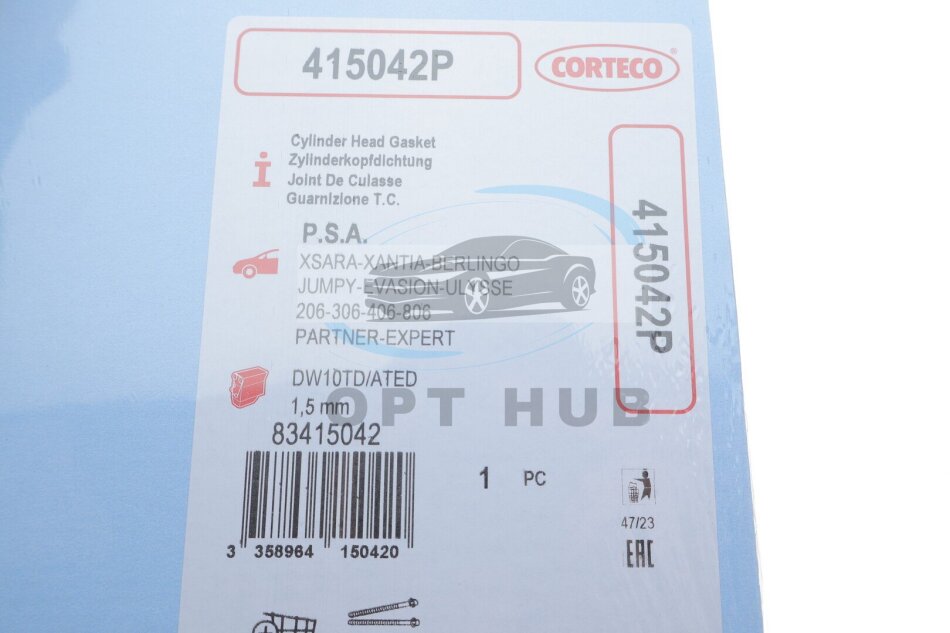 415042P
CORTECO
®
Cylinder Head Gasket
Zylinderkopfdichtung
Joint De Culasse
Guarnizione T.C.
P.S.A.
XSARA-XANTIA-BERLINGO
JUMPY-EVASION-ULYSSE
206-306-406-806
PARTNER-EXPERT
415042P
DW10TD/ATED
1,5 mm
OPT HUB
83415042
1 PC
3 358964 150420
47/23
EAC